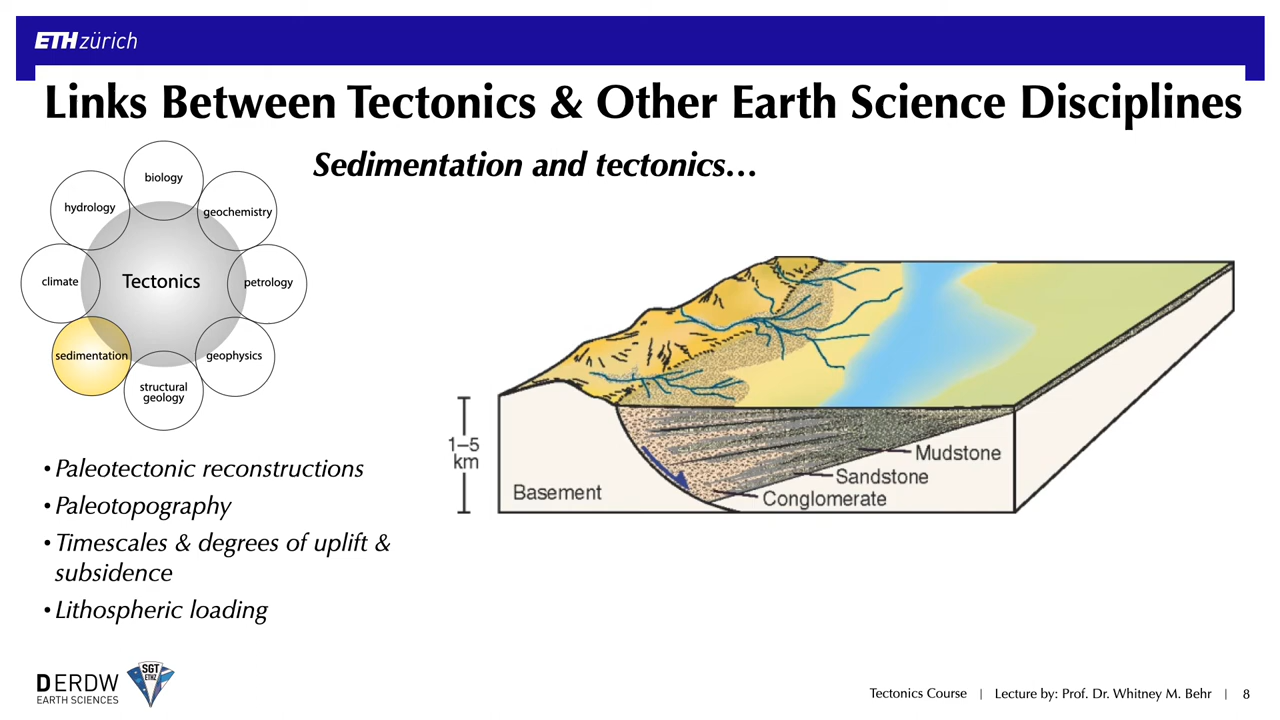 ETH zürich
Links Between Tectonics & Other Earth Science Disciplines
Sedimentation and tectonics…
biology
hydrology
geochemistry
climate
Tectonics
petrology
sedimentation
geophysics
structural
geology
• Paleotectonic reconstructions
• Paleotopography
• Timescales & degrees of uplift &
subsidence
• Lithospheric loading
1–5
km
Basement
Mudstone
Sandstone
Conglomerate
DERDW
EARTH SCIENCES
SGT
ETHZ
Tectonics Course | Lecture by: Prof. Dr. Whitney M. Behr | 8